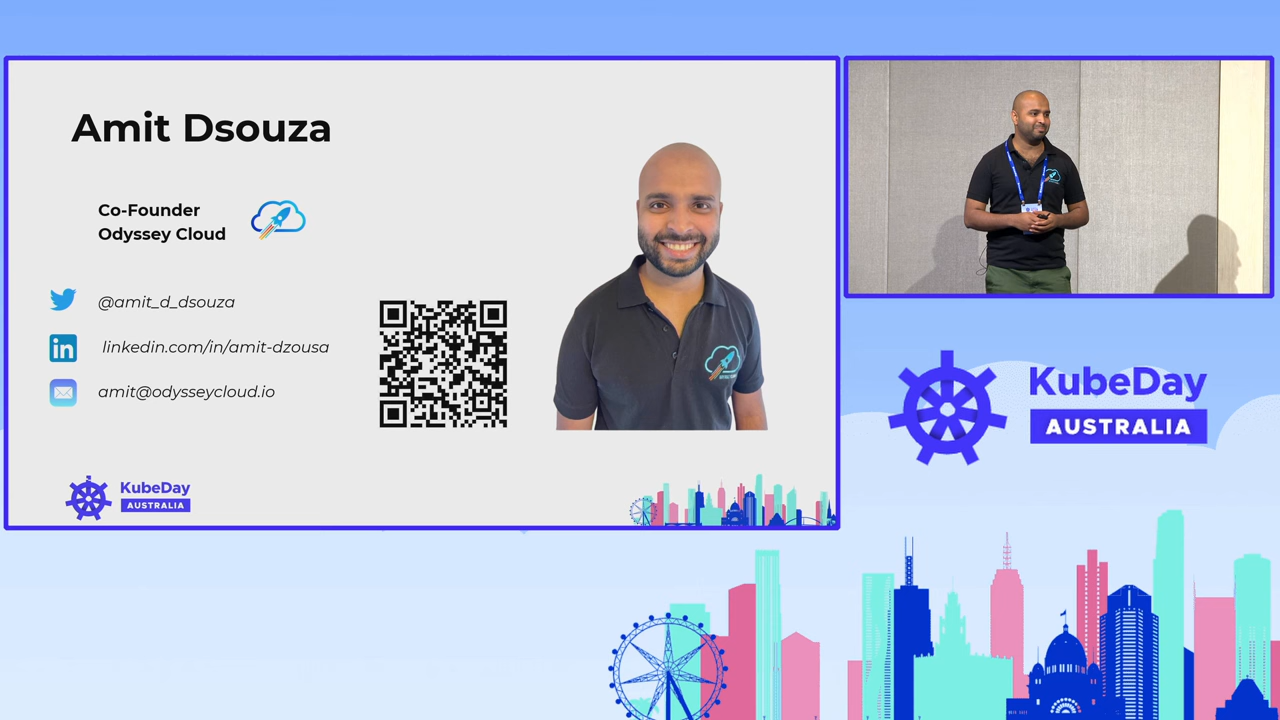 Amit Dsouza
Co-Founder
Odyssey Cloud
@amit_d_dsouza
linkedin.com/in/amit-dzousa
amit@odysseycloud.io
KubeDay
AUSTRALIA
KubeDay
AUSTRALIA